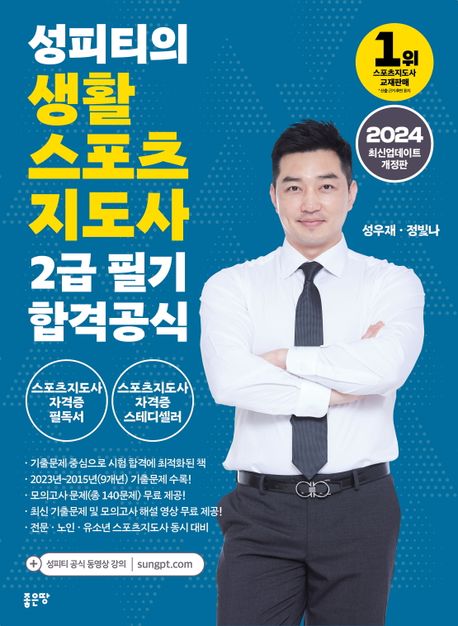 성피티의
생활
스포츠
지도사
2급 필기
합격공식
1위
스포츠지도사
교재판매
2024
최신업데이트
개정판
성우재 · 정빛나
스포츠지도사
자격증
필독서
스포츠지도사
자격증
스테디셀러
· 기출문제 중심으로 시험 합격에 최적화된 책
· 2023년~2015년(9개년) 기출문제 수록!
· 모의고사 문제(총 140문제) 무료 제공!
· 최신 기출문제 및 모의고사 해설 영상 무료 제공!
· 전문 · 노인 · 유소년 스포츠지도사 동시 대비
+ 성피티 공식 동영상 강의 | sungpt.com
좋은땅